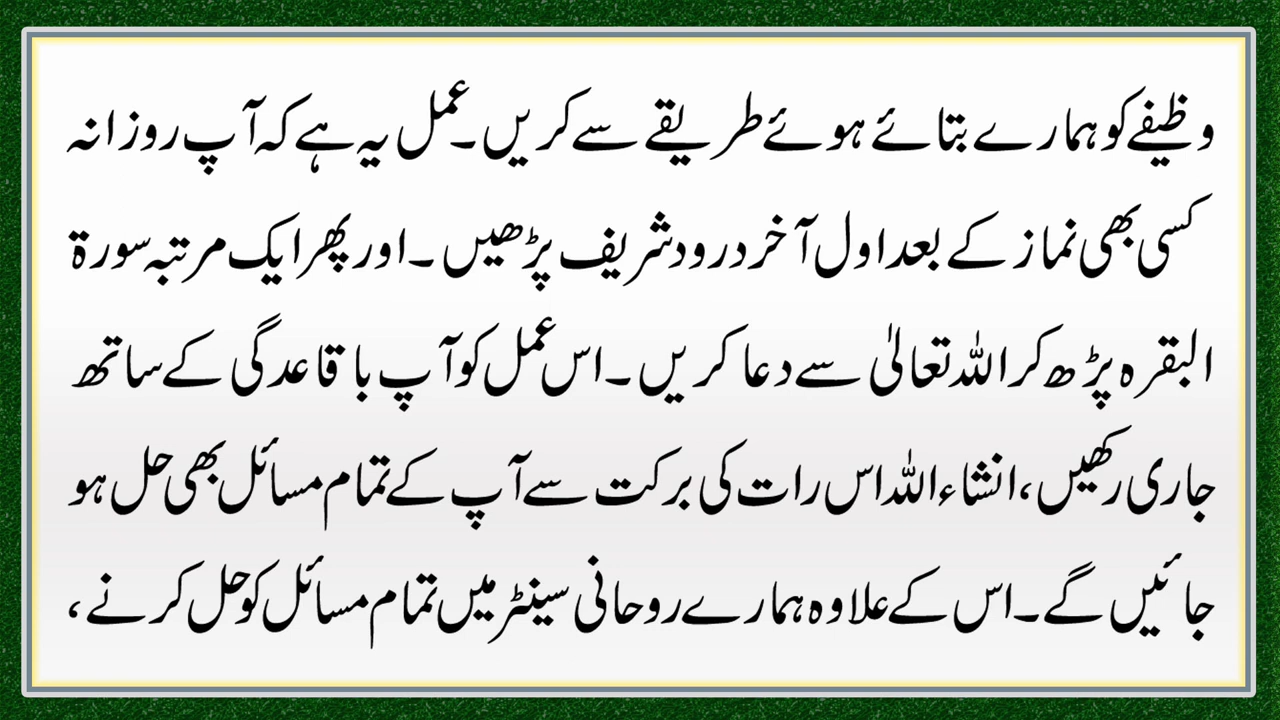 وظیفے کو ہمارے بتائے ہوئے طریقے سے کریں۔ عمل یہ ہے کہ آپ روزانہ
کسی بھی نماز کے بعد اول آخر درود شریف پڑھیں۔ اور پھر ایک مرتبہ سورۃ
البقرہ پڑھ کر اللہ تعالیٰ سے دعا کریں۔ اس عمل کو آپ باقاعدگی کے ساتھ
جاری رکھیں، انشاء اللہ اس رات کی برکت سے آپ کے تمام مسائل بھی حل ہو
جائیں گے۔ اس کے علاوہ ہمارے روحانی سینٹر میں تمام مسائل کو حل کرنے،